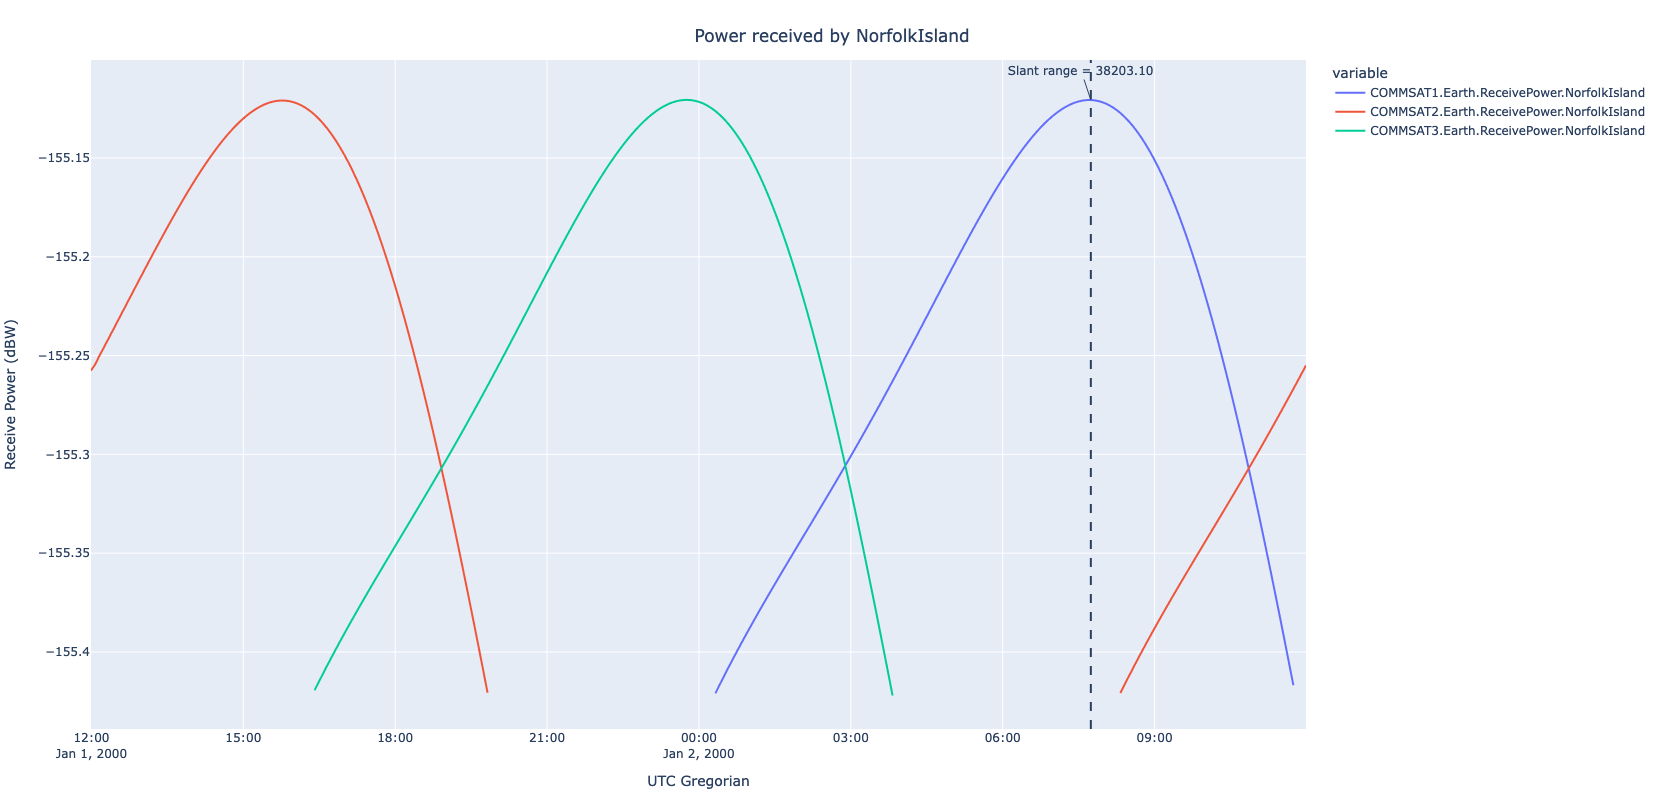 Power received by NorfolkIsland
Slant range = 38203.10
variable
COMMSAT1.Earth.ReceivePower.NorfolkIsland
COMMSAT2.Earth.ReceivePower.NorfolkIsland
COMMSAT3.Earth.ReceivePower.NorfolkIsland
Receive Power (dBW)
−155.15
−155.2
−155.25
−155.3
−155.35
−155.4
12:00 15:00 18:00 21:00 00:00 03:00 06:00 09:00
Jan 1, 2000 Jan 2, 2000
UTC Gregorian